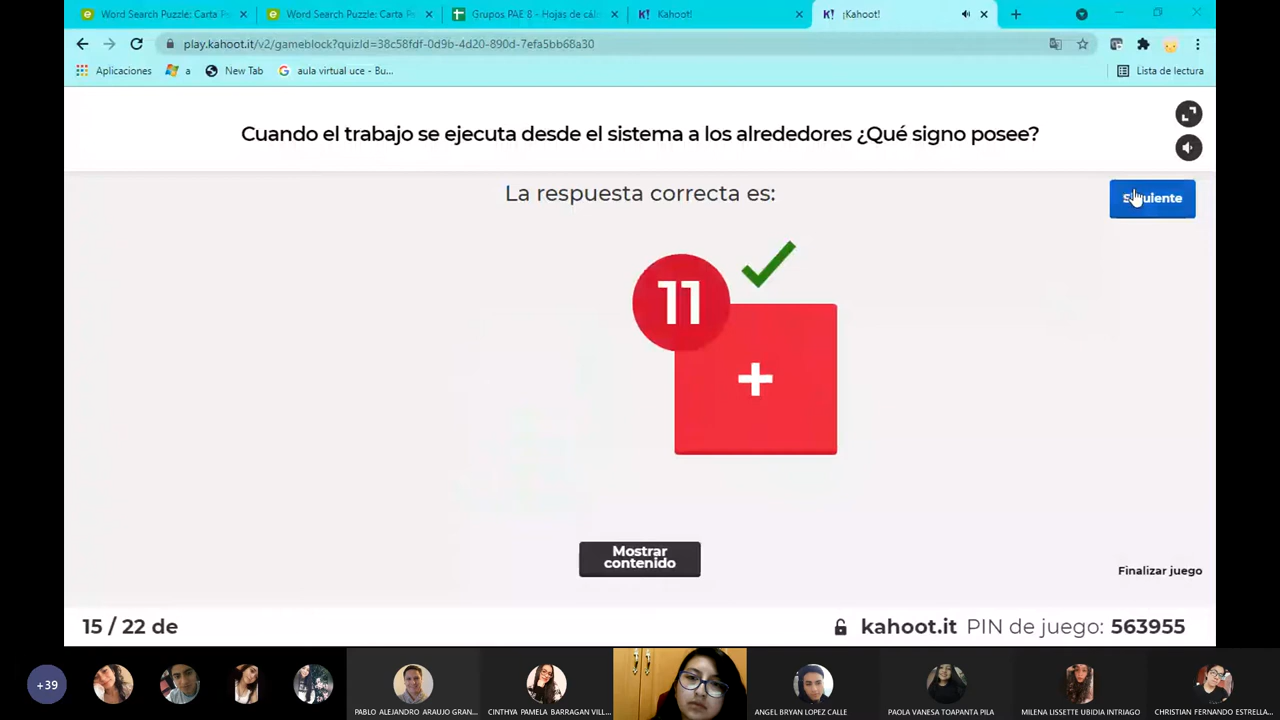 Word Search Puzzle: Carta Pe
Word Search Puzzle: Carta Pe
Grupos PAE 8 - Hojas de cál
Kahoot!
¡Kahoot!
play.kahoot.it/v2/gameblock?quizId=38c58fdf-0d9b-4d20-890d-7efa5bb68a30
Aplicaciones
a
New Tab
aula virtual uce - Bu...
Lista de lectura
Cuando el trabajo se ejecuta desde el sistema a los alrededores ¿Qué signo posee?
La respuesta correcta es:
Siguiente
11
+
Mostrar
contenido
Finalizar juego
15 / 22 de
kahoot.it PIN de juego: 563955
+39
PABLO ALEJANDRO ARAUJO GRAN...
CINTHYA PAMELA BARRAGAN VILL...
ANGEL BRYAN LOPEZ CALLE
PAOLA VANESA TOAPANTA PILA
MILENA LISSETTE UBIDIA INTRIAGO
CHRISTIAN FERNANDO ESTRELLA...